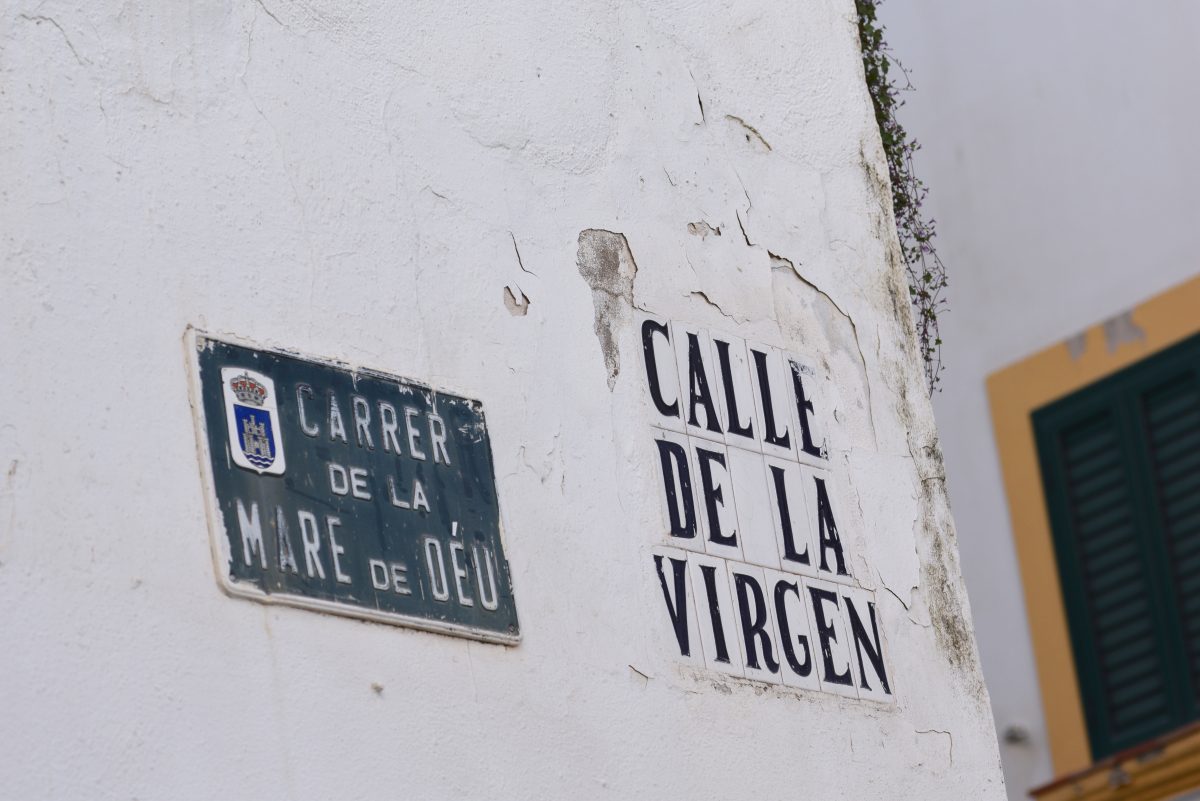 CARRER
DE LA
MARE DE DÉU
CALLE
DE LA
VIRGEN